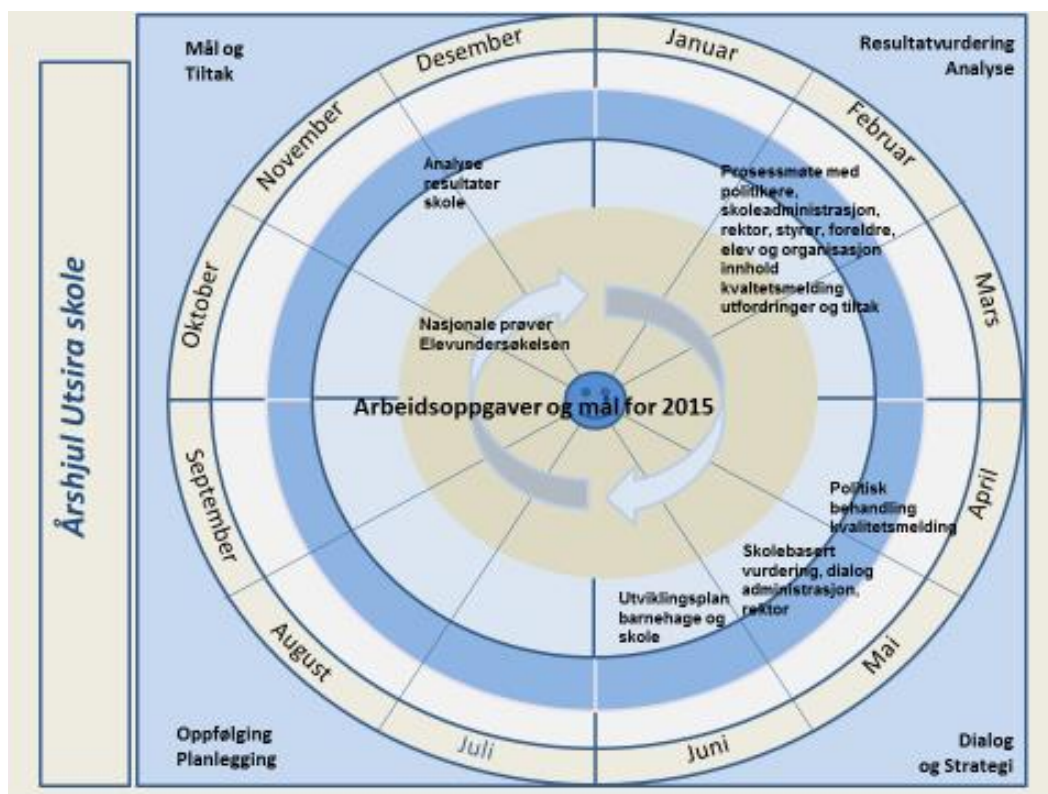 Årshjul Utsira skole
Mål og
Tiltak
Resultatvurdering
Analyse
Desember
Januar
November
Februar
Oktober
Mars
September
April
August
Mai
Juli
Juni
Analyse
resultater
skole
Prosessmøte med
politikere,
skoleadministrasjon,
rektor, styrer, foreldre,
elev og organisasjon
innhold
kvaltetsmelding
utfordringer og tiltak
Nasjonale prøver
Elevundersøkelsen
Arbeidsoppgaver og mål for 2015
Politisk
behandling
kvalitetsmelding
Skolebasert
vurdering, dialog
administrasjon,
rektor
Utviklingsplan
barnehage og
skole
Oppfølging
Planlegging
Dialog
og Strategi